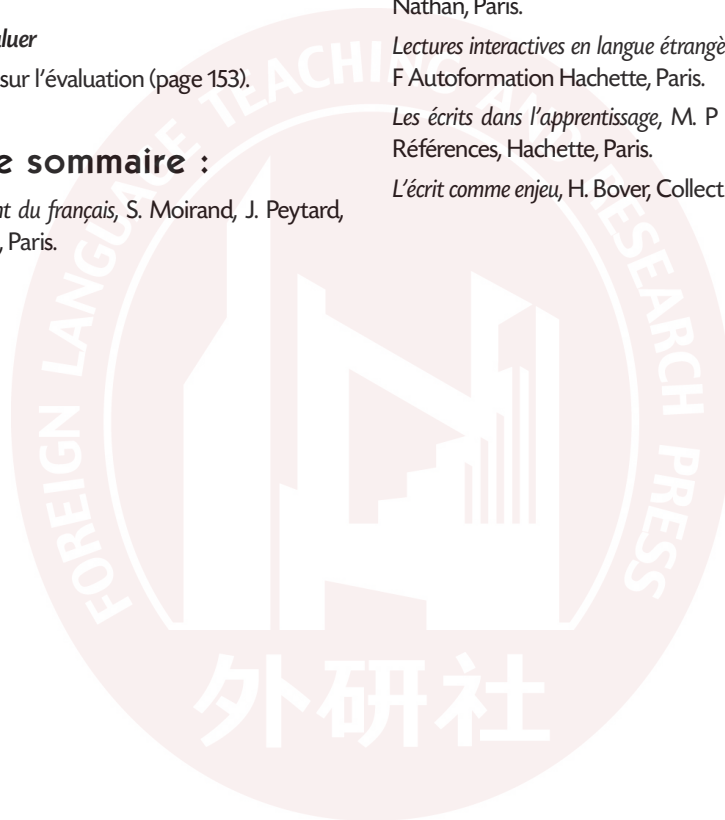 luer
sur l'évaluation (page 153).
e sommaire :
nt du français, S. Moirand, J. Peytard,
, Paris.
Nathan, Paris.
Lectures interactives en langue étrangè
F Autoformation Hachette, Paris.
Les écrits dans l'apprentissage, M. P
Références, Hachette, Paris.
L'écrit comme enjeu, H. Bover, Collect
FOREIGN LANGUAGE TEACHING AND RESEARCH PRESS
外研社